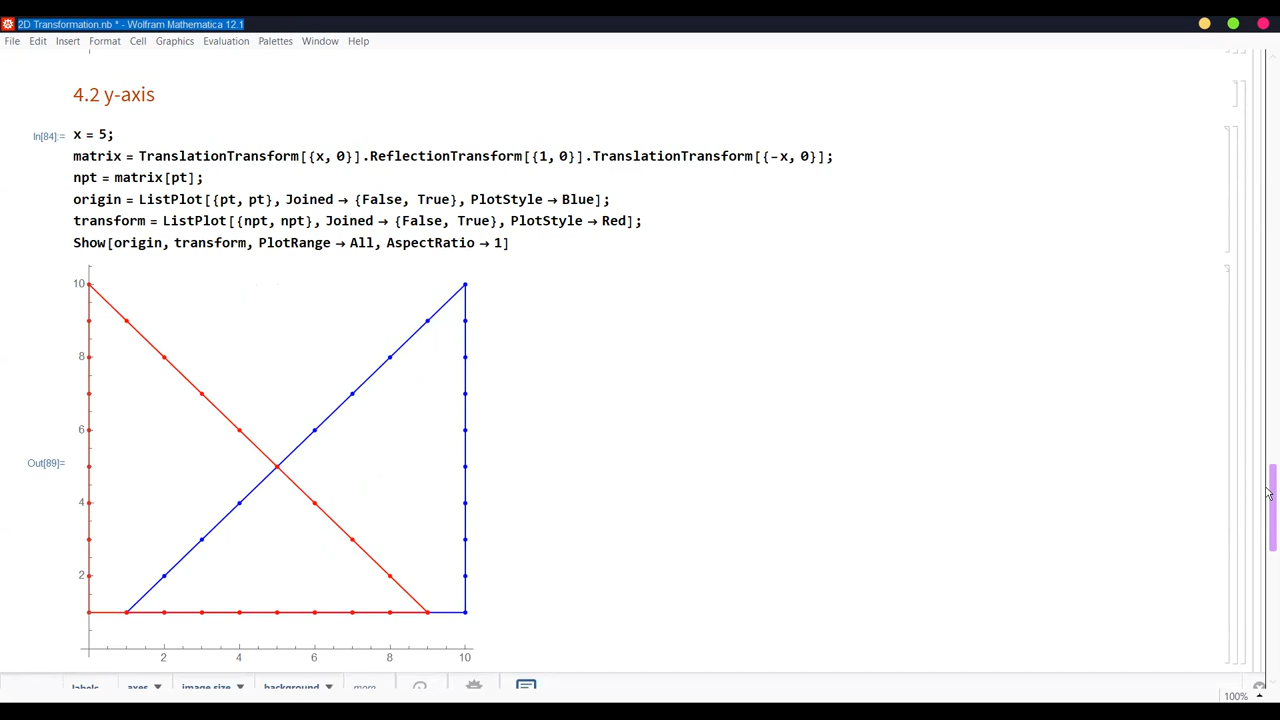 2D Transformation.nb * - Wolfram Mathematica 12.1
File Edit Insert Format Cell Graphics Evaluation Palettes Window Help
4.2 y-axis
In[84]:= x = 5;
matrix = TranslationTransform[{x, 0}].ReflectionTransform[{1, 0}].TranslationTransform[{-x, 0}];
npt = matrix[pt];
origin = ListPlot[{pt, pt}, Joined → {False, True}, PlotStyle → Blue];
transform = ListPlot[{npt, npt}, Joined → {False, True}, PlotStyle → Red];
Show[origin, transform, PlotRange → All, AspectRatio → 1]
10
8
6
Out[89]=
4
2
2 4 6 8 10
labels axes image size background more
100%